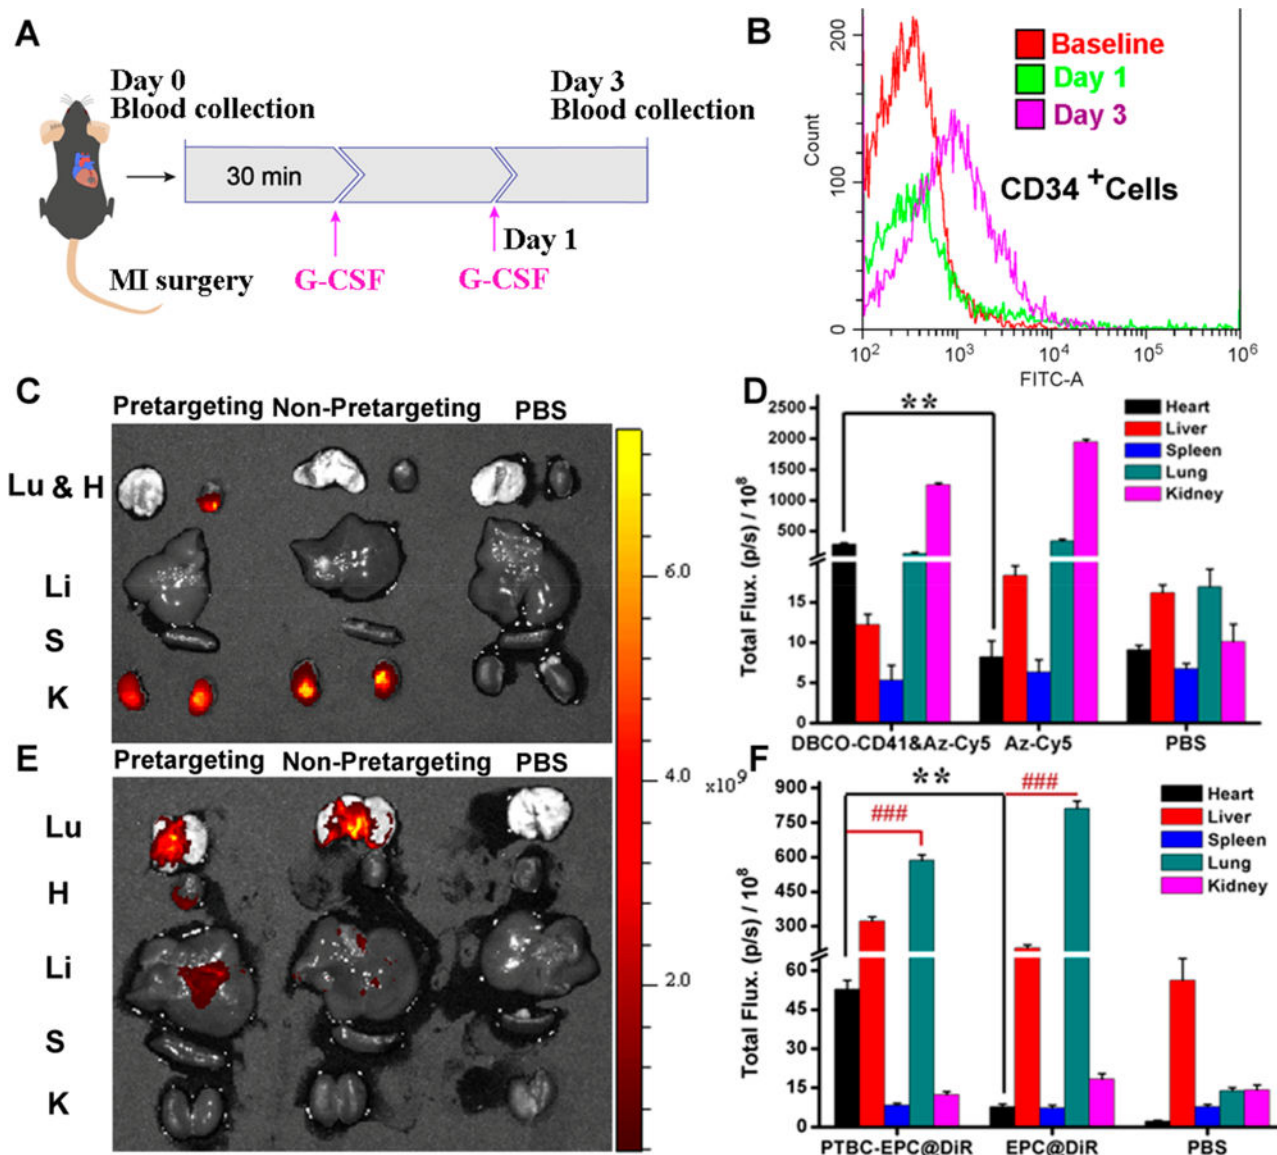 A
Day 0
Blood collection
Day 3
Blood collection
30 min
Day 1
G-CSF
G-CSF
MI surgery
B
Baseline
Day 1
Day 3
CD34 +Cells
Count
200
100
0
10² 10³ 10⁴ 10⁵ 10⁶
FITC-A
C
Pretargeting Non-Pretargeting PBS
Lu & H
Li
S
K
6.0
4.0
x10⁹
2.0
D
**
Heart
Liver
Spleen
Lung
Kidney
Total Flux. (p/s) / 10⁸
2500
2000
1500
1000
500
15
10
5
0
DBCO-CD41&Az-Cy5 Az-Cy5 PBS
E
Pretargeting Non-Pretargeting PBS
Lu
H
Li
S
K
F
**
###
###
Heart
Liver
Spleen
Lung
Kidney
Total Flux. (p/s) / 10⁸
900
750
600
450
300
60
45
30
15
0
PTBC-EPC@DiR EPC@DiR PBS